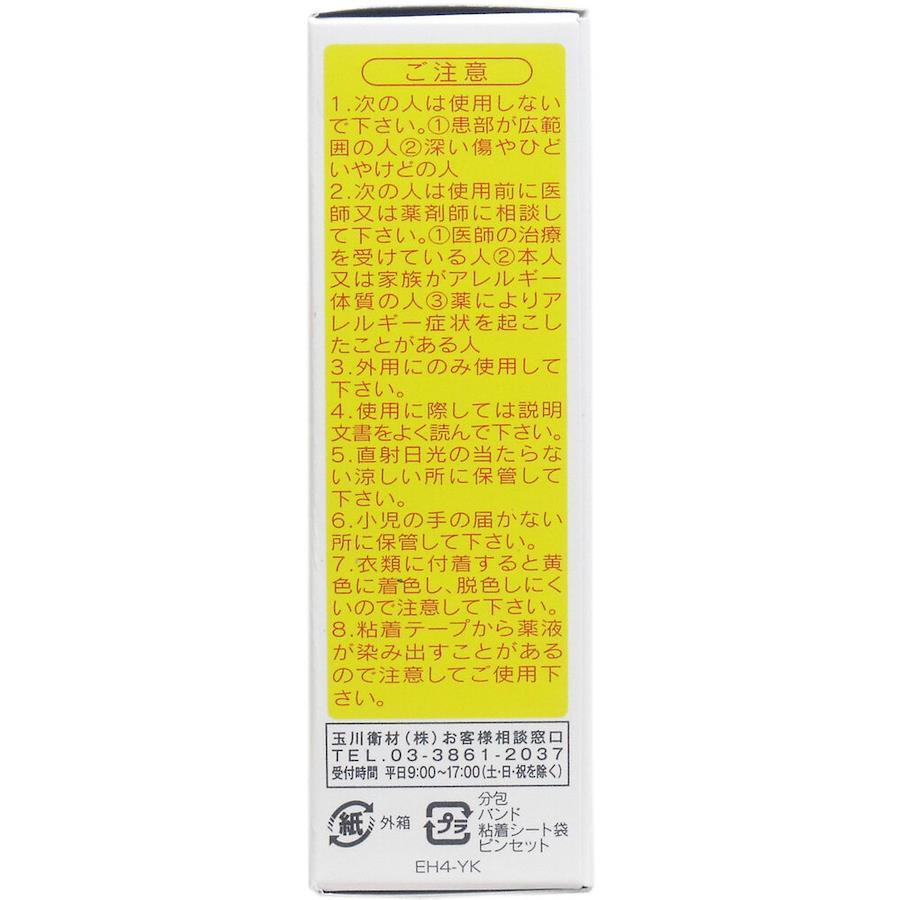 ご注意
1.次の人は使用しない
で下さい。①患部が広範
囲の人②深い傷やひど
いやけどの人
2.次の人は使用前に医
師又は薬剤師に相談し
て下さい。①医師の治療
を受けている人②本人
又は家族がアレルギー
体質の人③薬によりア
レルギー症状を起こし
たことがある人
3.外用にのみ使用して
下さい。
4.使用に際しては説明
文書をよく読んで下さい。
5.直射日光の当たらな
い涼しい所に保管して
下さい。
6.小児の手の届かない
所に保管して下さい。
7.衣類に付着すると黄
色に着色し、脱色しにく
いので注意して下さい。
8.粘着テープから薬液
が染み出すことがある
ので注意してご使用下
さい。
玉川衛材(株)お客様相談窓口
TEL.03-3861-2037
受付時間 平日9:00～17:00(土・日・祝を除く)
紙 外箱
プラ
分包
バンド
粘着シート袋
ピンセット
EH4-YK